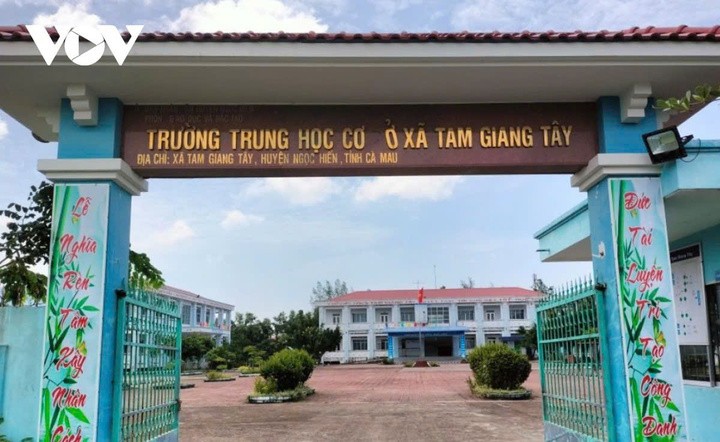 VOV
TRƯỜNG TRUNG HỌC CƠ Ở XÃ TAM GIANG TÂY
ĐỊA CHỈ: XÃ TAM GIANG TÂY, HUYỆN NGỌC HIỂN, TỈNH CÀ MAU
Lễ
Nghĩa
Rèn
Tâm
Xây
Nhân
Cách
Đức
Tài
Luyện
Trí
Tạo
Công
Danh